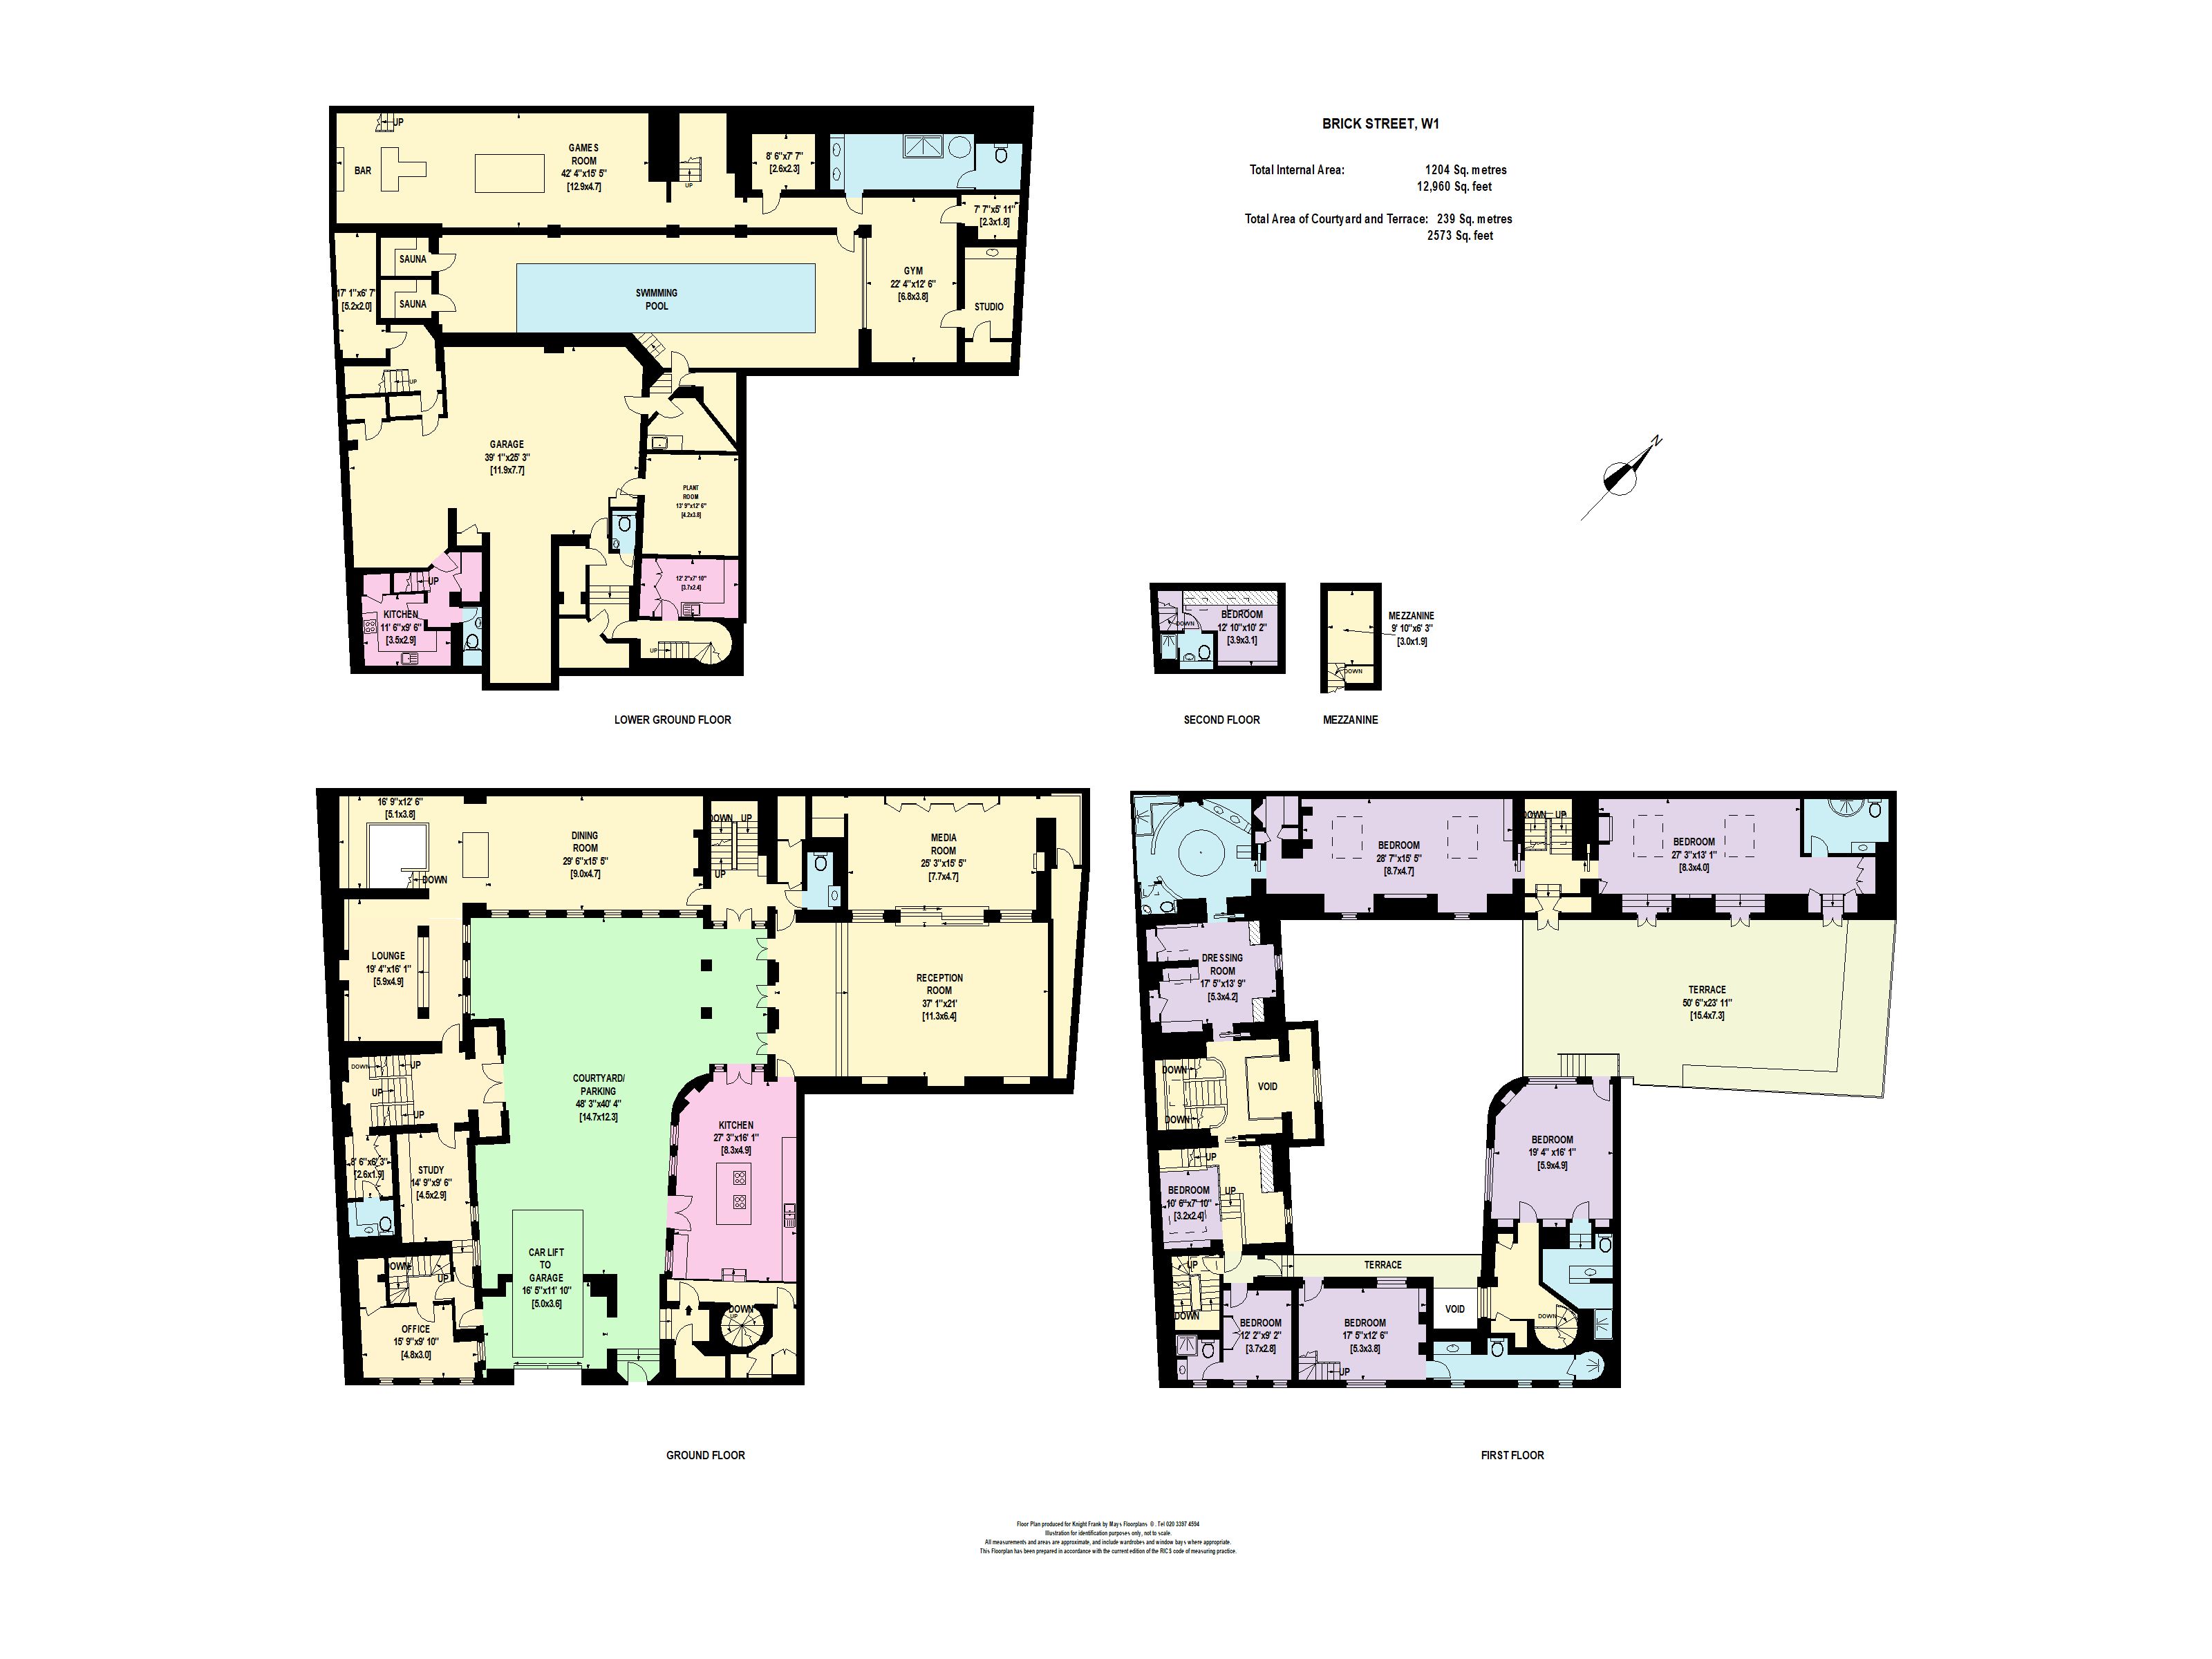 BRICK STREET, W1
Total Internal Area: 1204 Sq. metres
12,960 Sq. feet
Total Area of Courtyard and Terrace: 239 Sq. metres
2573 Sq. feet
N
UP
BAR
GAMES
ROOM
42' 4"x15' 5"
[12.9x4.7]
UP
8' 6"x7' 7"
[2.6x2.3]
7' 7"x5' 11"
[2.3x1.8]
SAUNA
SAUNA
17' 1"x6' 7"
[5.2x2.0]
SWIMMING
POOL
GYM
22' 4"x12' 6"
[6.8x3.8]
STUDIO
UP
GARAGE
39' 1"x25' 3"
[11.9x7.7]
PLANT
ROOM
13' 9"x12' 6"
[4.2x3.8]
12' 2"x7' 10"
[3.7x2.4]
UP
KITCHEN
11' 6"x9' 6"
[3.5x2.9]
UP
LOWER GROUND FLOOR
BEDROOM
12' 10"x10' 2"
[3.9x3.1]
DOWN
SECOND FLOOR
MEZZANINE
9' 10"x6' 3"
[3.0x1.9]
DOWN
MEZZANINE
16' 9"x12' 6"
[5.1x3.8]
DOWN
DINING
ROOM
29' 6"x15' 5"
[9.0x4.7]
DOWN UP
UP
MEDIA
ROOM
25' 3"x15' 5"
[7.7x4.7]
LOUNGE
19' 4"x16' 1"
[5.9x4.9]
RECEPTION
ROOM
37' 1"x21'
[11.3x6.4]
DOWN
UP
UP
UP
COURTYARD/
PARKING
48' 3"x40' 4"
[14.7x12.3]
KITCHEN
27' 3"x16' 1"
[8.3x4.9]
8' 6"x6' 3"
[2.6x1.9]
STUDY
14' 9"x9' 6"
[4.5x2.9]
CAR LIFT
TO
GARAGE
16' 5"x11' 10"
[5.0x3.6]
DOWN
UP
OFFICE
15' 9"x9' 10"
[4.8x3.0]
DOWN
UP
GROUND FLOOR
BEDROOM
28' 7"x15' 5"
[8.7x4.7]
DOWN UP
BEDROOM
27' 3"x13' 1"
[8.3x4.0]
DRESSING
ROOM
17' 5"x13' 9"
[5.3x4.2]
TERRACE
50' 6"x23' 11"
[15.4x7.3]
DOWN
VOID
DOWN
BEDROOM
19' 4" x16' 1"
[5.9x4.9]
UP
BEDROOM
10' 6"x7' 10"
[3.2x2.4]
UP
UP
DOWN
TERRACE
VOID
DOWN
BEDROOM
12' 2"x9' 2"
[3.7x2.8]
BEDROOM
17' 5"x12' 6"
[5.3x3.8]
UP
FIRST FLOOR
Floor Plan produced for Knight Frank by Mays Floorplans © . Tel 020 3397 4594
Illustration for identification purposes only, not to scale.
All measurements and areas are approximate, and include wardrobes and window bays where appropriate.
This Floorplan has been prepared in accordance with the current edition of the RICS code of measuring practice.